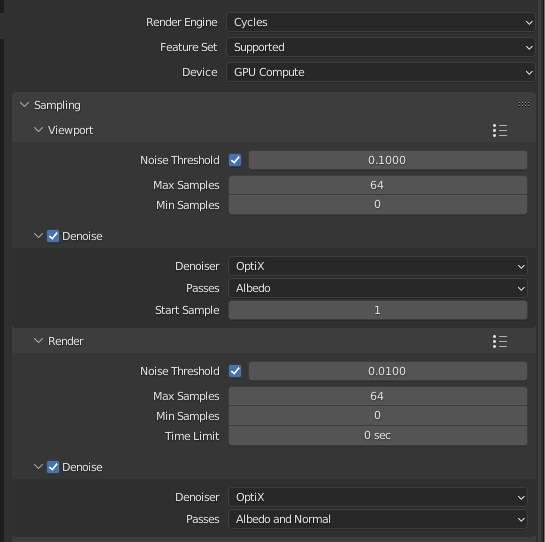 Render Engine Cycles
Feature Set Supported
Device GPU Compute
Sampling
Viewport
Noise Threshold 0.1000
Max Samples 64
Min Samples 0
Denoise
Denoiser OptiX
Passes Albedo
Start Sample 1
Render
Noise Threshold 0.0100
Max Samples 64
Min Samples 0
Time Limit 0 sec
Denoise
Denoiser OptiX
Passes Albedo and Normal